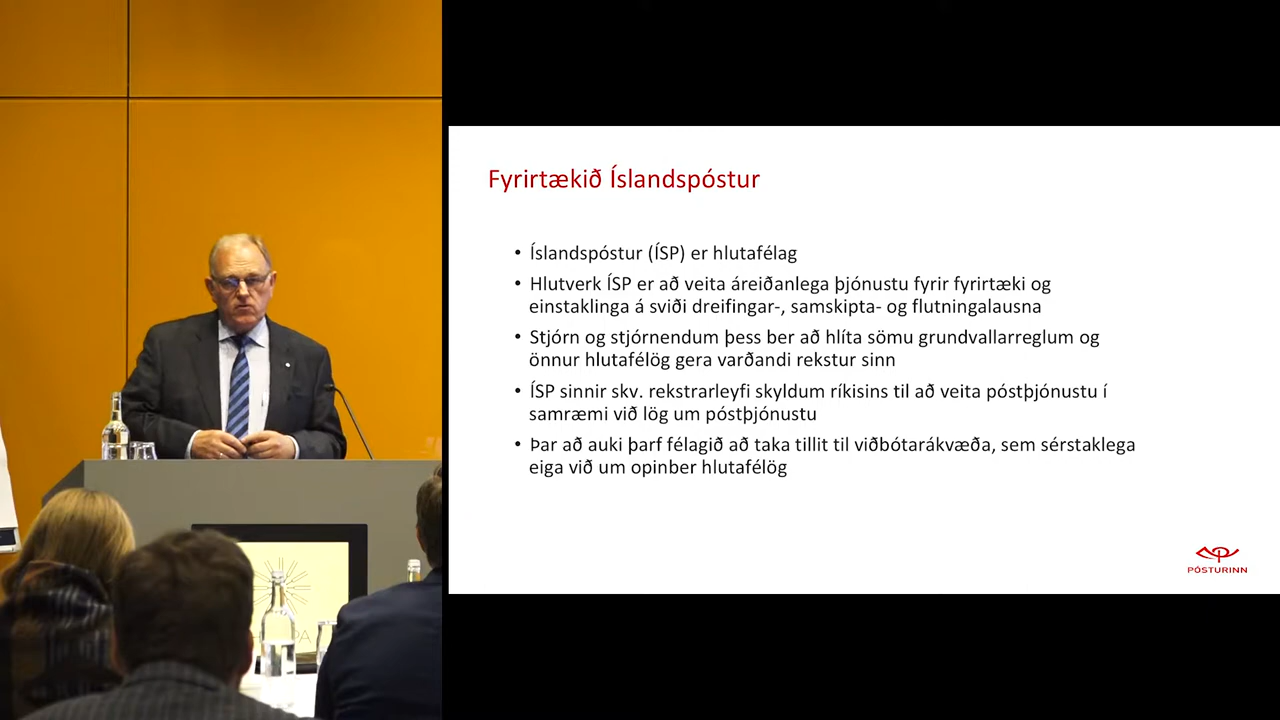 Fyrirtækið Íslandspóstur
• Íslandspóstur (ÍSP) er hlutafélag
• Hlutverk ÍSP er að veita áreiðanlega þjónustu fyrir fyrirtæki og
einstaklinga á sviði dreifingar-, samskipta- og flutningalausna
• Stjórn og stjórnendum þess ber að hlíta sömu grundvallarreglum og
önnur hlutafélög gera varðandi rekstur sinn
• ÍSP sinnir skv. rekstrarleyfi skyldum ríkisins til að veita póstþjónustu í
samræmi við lög um póstþjónustu
• Þar að auki þarf félagið að taka tillit til viðbótarákvæða, sem sérstaklega
eiga við um opinber hlutafélög
PÓSTURINN